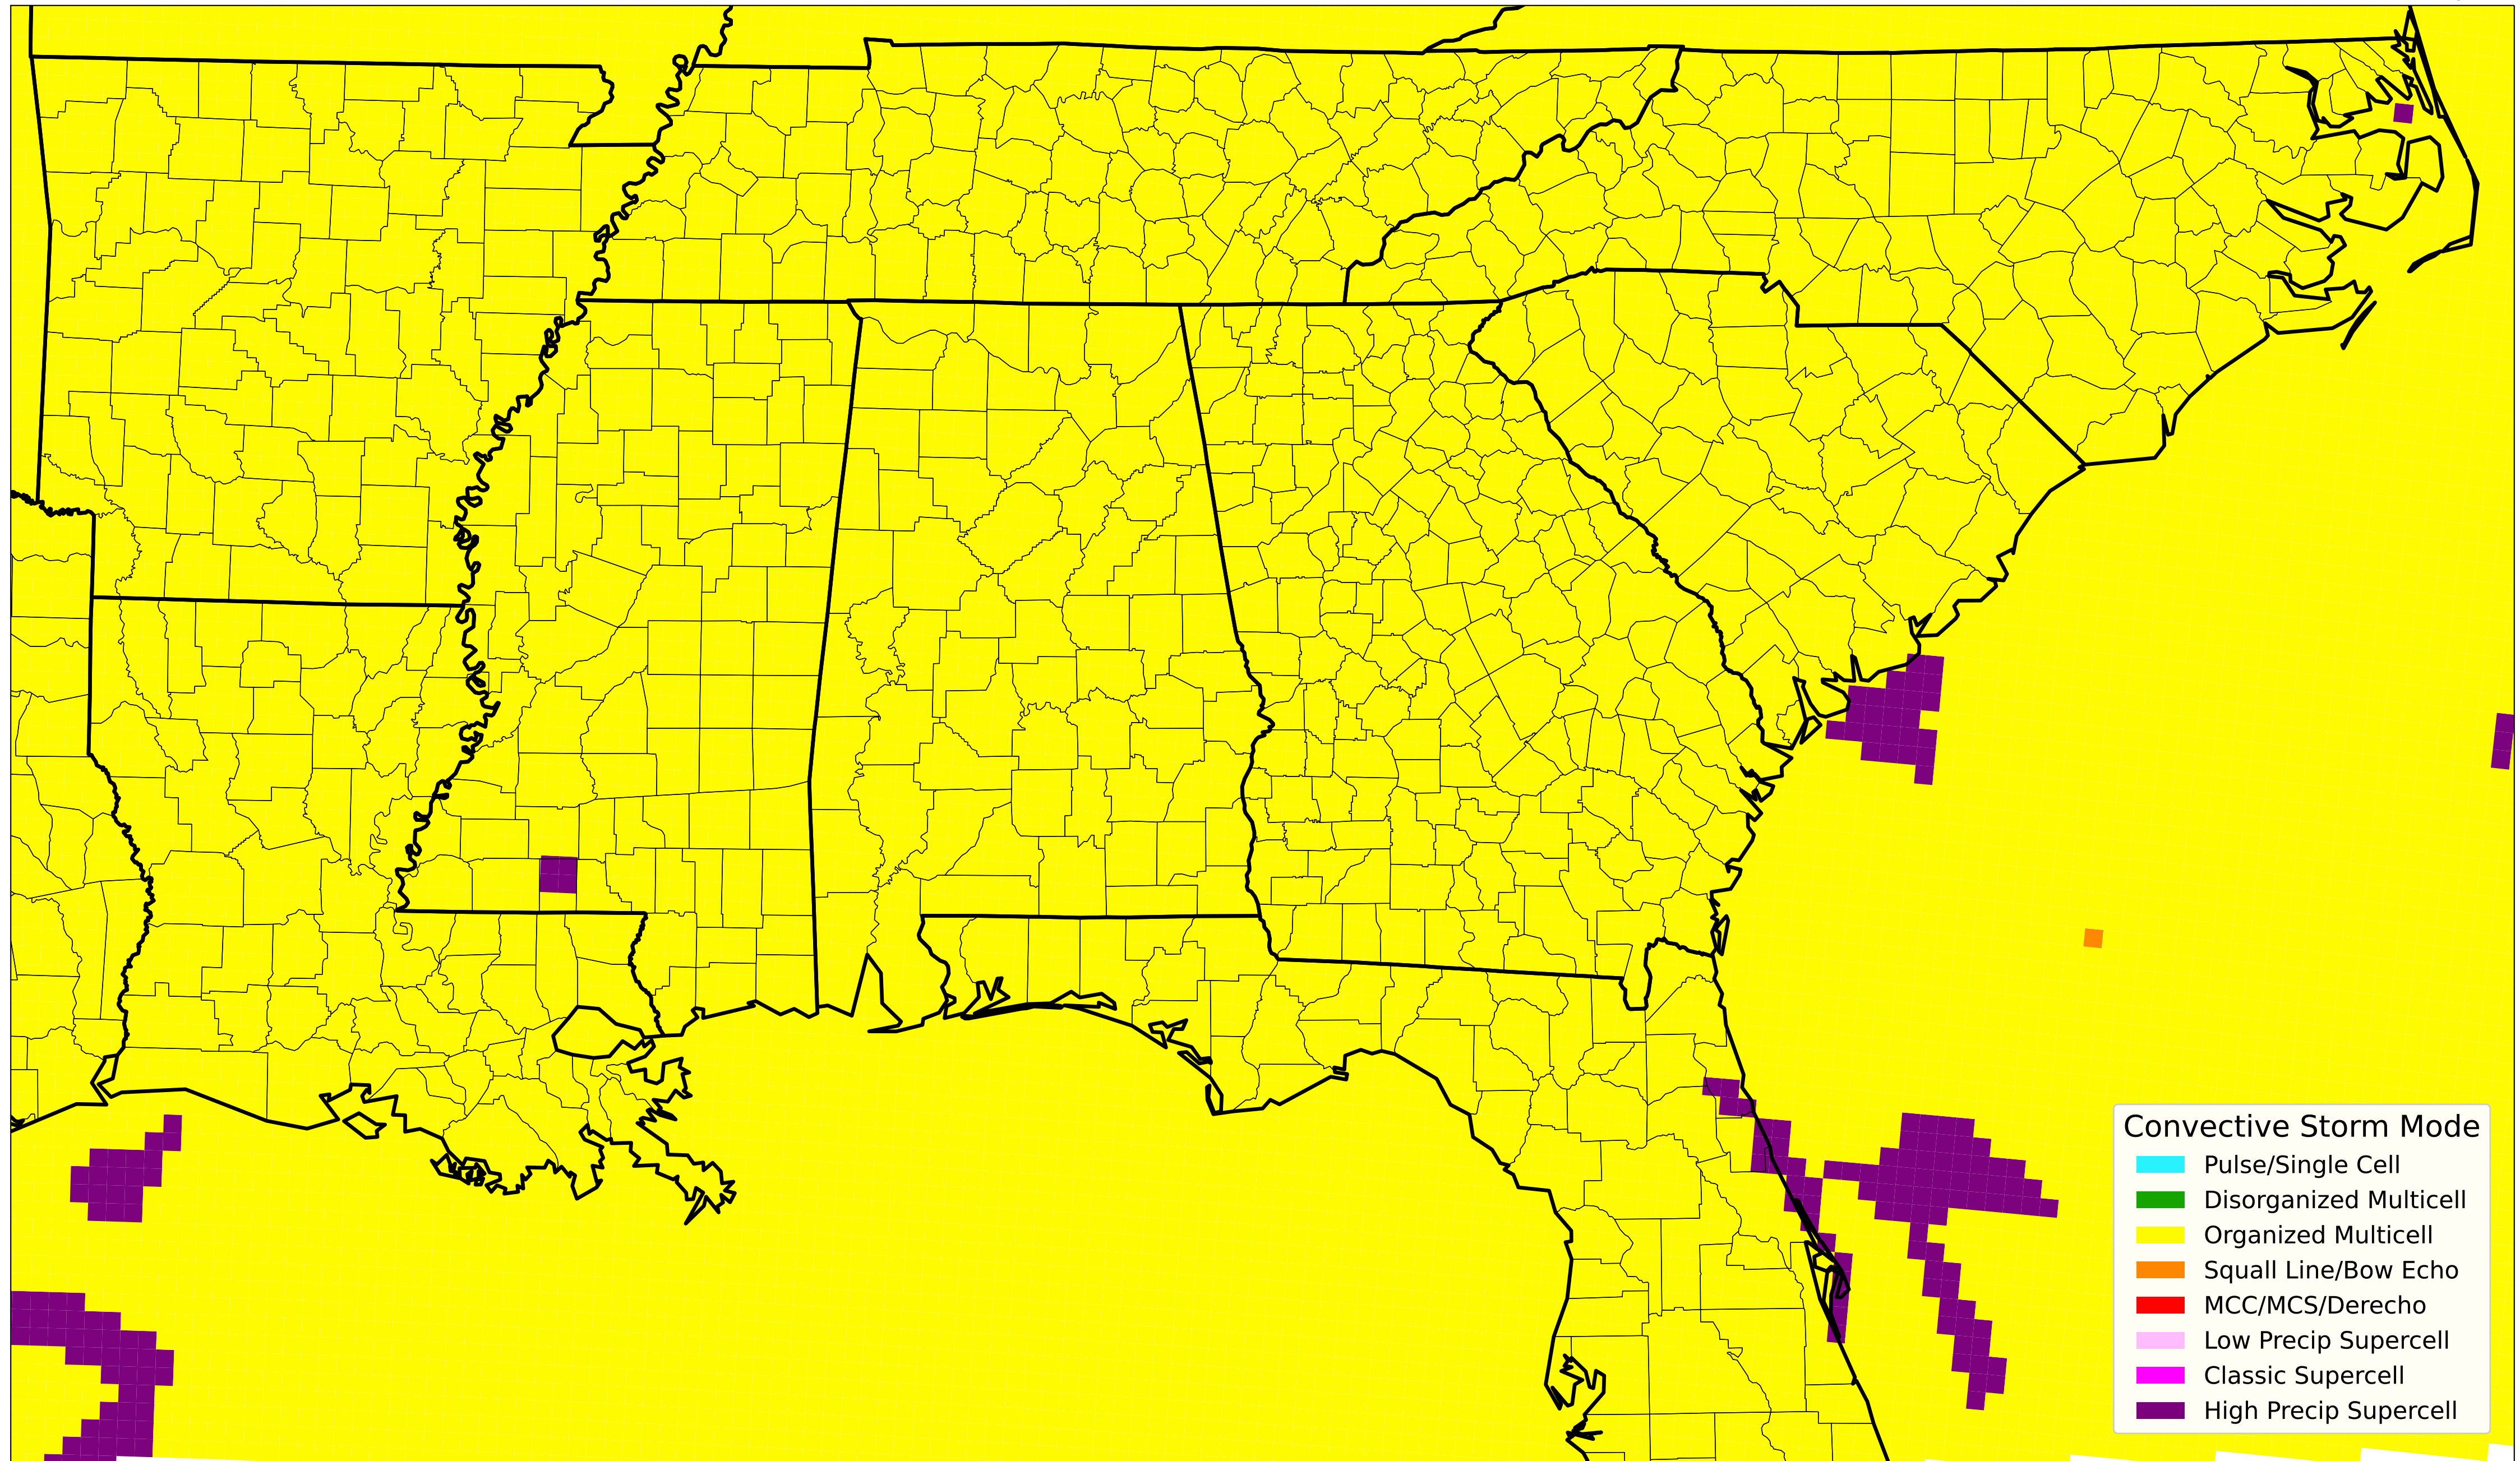 Convective Storm Mode
Pulse/Single Cell
Disorganized Multicell
Organized Multicell
Squall Line/Bow Echo
MCC/MCS/Derecho
Low Precip Supercell
Classic Supercell
High Precip Supercell